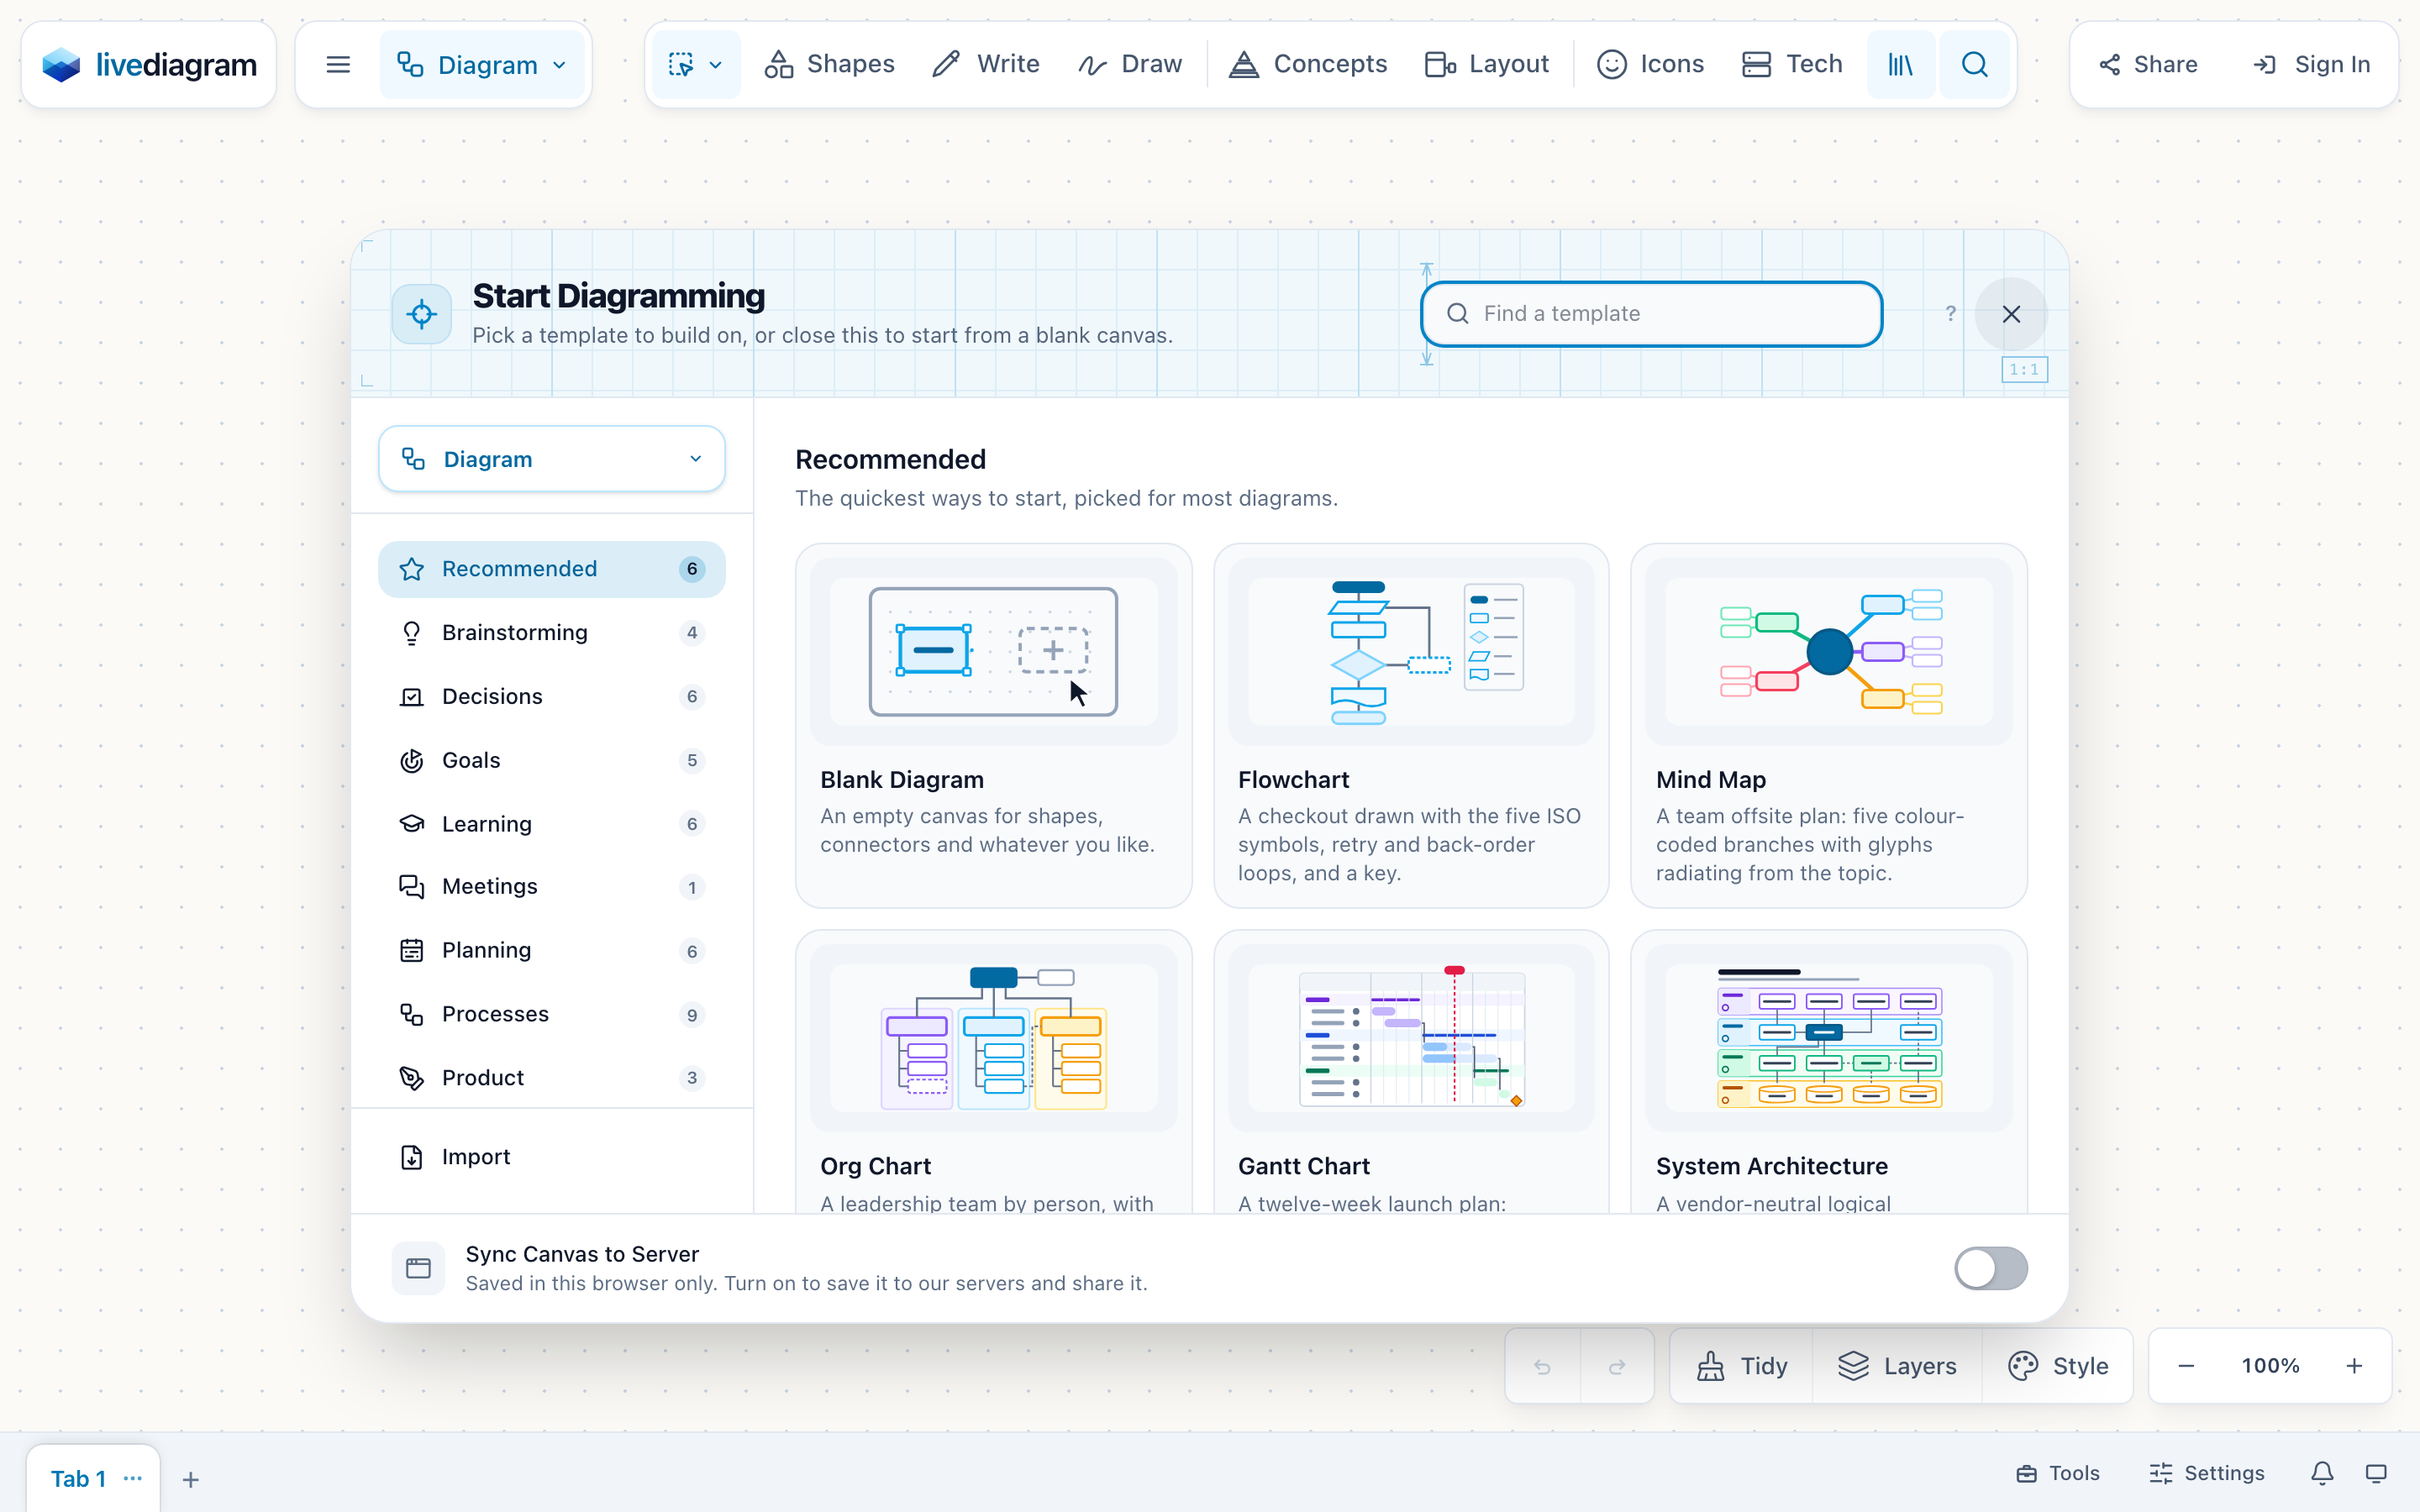 livediagram
Diagram
Shapes
Write
Draw
Concepts
Layout
Icons
Tech
Share
Sign In
Start Diagramming
Pick a template to build on, or close this to start from a blank canvas.
Find a template
?
1:1
Diagram
Recommended 6
Brainstorming 4
Decisions 6
Goals 5
Learning 6
Meetings 1
Planning 6
Processes 9
Product 3
Import
Recommended
The quickest ways to start, picked for most diagrams.
Blank Diagram
An empty canvas for shapes,
connectors and whatever you like.
Flowchart
A checkout drawn with the five ISO
symbols, retry and back-order
loops, and a key.
Mind Map
A team offsite plan: five colour-
coded branches with glyphs
radiating from the topic.
Org Chart
A leadership team by person, with
Gantt Chart
A twelve-week launch plan:
System Architecture
A vendor-neutral logical
Sync Canvas to Server
Saved in this browser only. Turn on to save it to our servers and share it.
Tidy
Layers
Style
100%
Tab 1
Tools
Settings